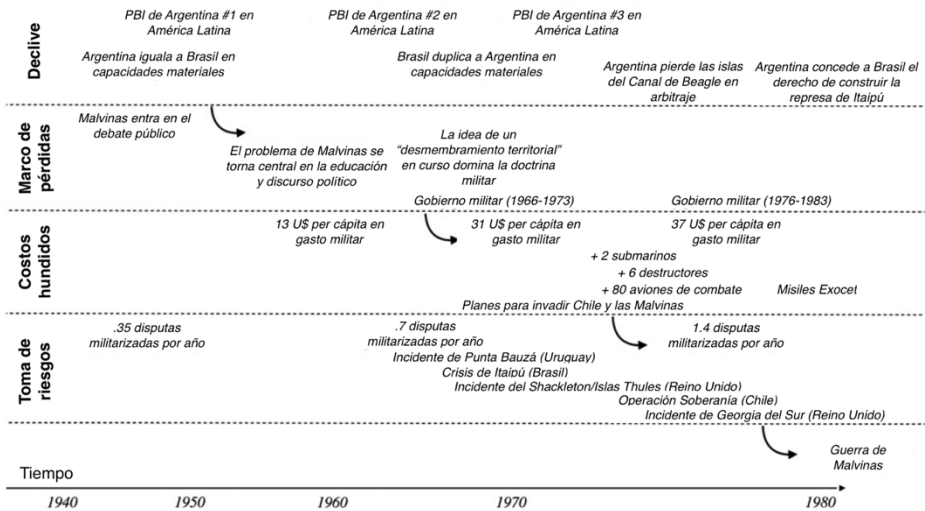 Declive
PBI de Argentina #1 en
América Latina
PBI de Argentina #2 en
América Latina
PBI de Argentina #3 en
América Latina
Argentina iguala a Brasil en
capacidades materiales
Brasil duplica a Argentina en
capacidades materiales
Argentina pierde las islas
del Canal de Beagle en
arbitraje
Argentina concede a Brasil el
derecho de construir la
represa de Itaipú
Marco de
pérdidas
Malvinas entra en el
debate público
El problema de Malvinas se
torna central en la educación
y discurso político
La idea de un
“desmembramiento territorial”
en curso domina la doctrina
militar
Gobierno militar (1966-1973)
Gobierno militar (1976-1983)
Costos
hundidos
13 U$ per cápita en
gasto militar
31 U$ per cápita en
gasto militar
37 U$ per cápita en
gasto militar
+ 2 submarinos
+ 6 destructores
+ 80 aviones de combate
Misiles Exocet
Planes para invadir Chile y las Malvinas
Toma de
riesgos
.35 disputas
militarizadas por año
.7 disputas
militarizadas por año
1.4 disputas
militarizadas por año
Incidente de Punta Bauzá (Uruguay)
Crisis de Itaipú (Brasil)
Incidente del Shackleton/Islas Thules (Reino Unido)
Operación Soberanía (Chile)
Incidente de Georgia del Sur (Reino Unido)
Guerra de
Malvinas
Tiempo
1940
1950
1960
1970
1980